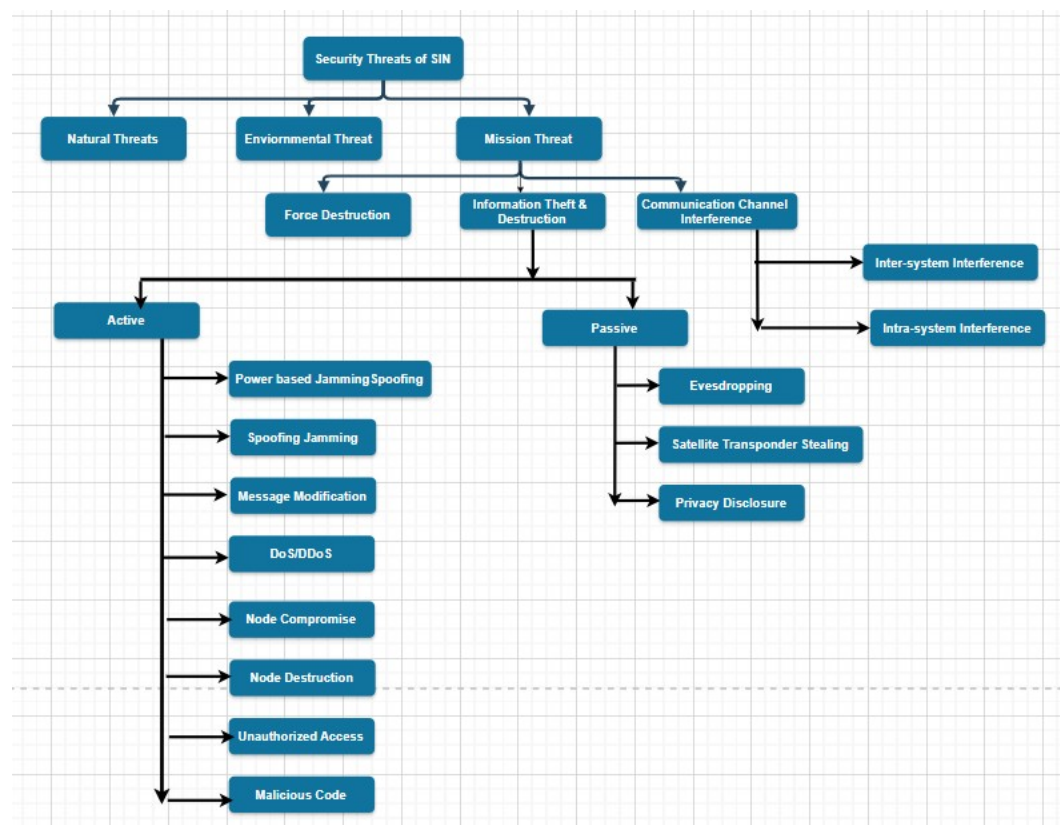 Security Threats of SIN
Natural Threats
Enviornmental Threat
Mission Threat
Force Destruction
Information Theft &
Destruction
Communication Channel
Interference
Inter-system Interference
Intra-system Interference
Active
Passive
Power based JammingSpoofing
Spoofing Jamming
Message Modification
DoS/DDoS
Node Compromise
Node Destruction
Unauthorized Access
Malicious Code
Evesdropping
Satellite Transponder Stealing
Privacy Disclosure